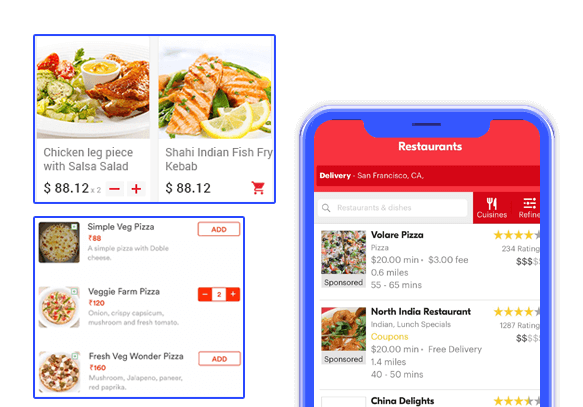 Chicken leg piece
with Salsa Salad
$ 88.12 x 2 − +
Shahi Indian Fish Fry
Kebab
$ 88.12
Simple Veg Pizza
₹88
A simple pizza with Doble
cheese.
ADD
Veggie Farm Pizza
₹120
Onion, crispy capsicum,
mushroom and fresh tomato.
− 2 +
Fresh Veg Wonder Pizza
₹160
Mushroom, Jalapeno, paneer,
red paprika.
ADD
Restaurants
Delivery - San Francisco, CA,
Restaurants & dishes
Cuisines
Refine
Volare Pizza
Pizza
$20.00 min · $3.00 fee
0.6 miles
55 - 65 mins
Sponsored
234 Rating
$$$$
North India Restaurant
Indian, Lunch Specials
Coupons
$20.00 min · Free Delivery
1.4 miles
40 - 50 mins
Sponsored
1287 Rating
$$$$
China Delights